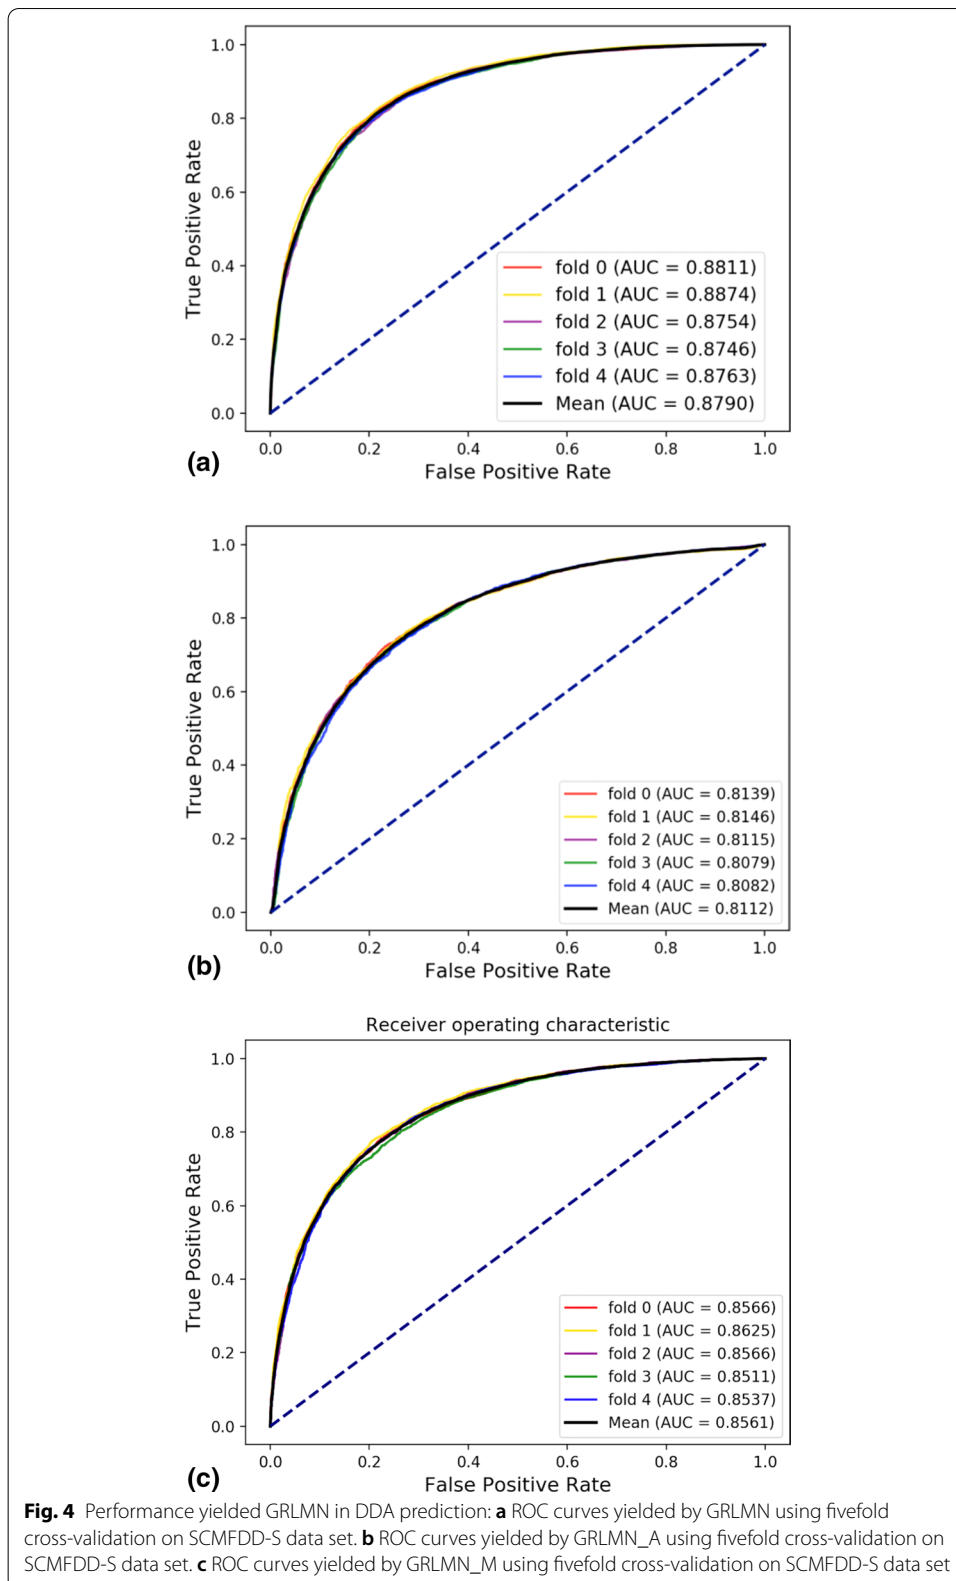 1.0
0.8
0.6
0.4
0.2
0.0
True Positive Rate
fold 0 (AUC = 0.8811)
fold 1 (AUC = 0.8874)
fold 2 (AUC = 0.8754)
fold 3 (AUC = 0.8746)
fold 4 (AUC = 0.8763)
Mean (AUC = 0.8790)
0.0 0.2 0.4 0.6 0.8 1.0
False Positive Rate
(a)
1.0
0.8
0.6
0.4
0.2
0.0
True Positive Rate
fold 0 (AUC = 0.8139)
fold 1 (AUC = 0.8146)
fold 2 (AUC = 0.8115)
fold 3 (AUC = 0.8079)
fold 4 (AUC = 0.8082)
Mean (AUC = 0.8112)
0.0 0.2 0.4 0.6 0.8 1.0
False Positive Rate
(b)
Receiver operating characteristic
1.0
0.8
0.6
0.4
0.2
0.0
True Positive Rate
fold 0 (AUC = 0.8566)
fold 1 (AUC = 0.8625)
fold 2 (AUC = 0.8566)
fold 3 (AUC = 0.8511)
fold 4 (AUC = 0.8537)
Mean (AUC = 0.8561)
0.0 0.2 0.4 0.6 0.8 1.0
False Positive Rate
(c)
Fig. 4 Performance yielded GRLMN in DDA prediction: a ROC curves yielded by GRLMN using fivefold
cross-validation on SCMFDD-S data set. b ROC curves yielded by GRLMN_A using fivefold cross-validation on
SCMFDD-S data set. c ROC curves yielded by GRLMN_M using fivefold cross-validation on SCMFDD-S data set